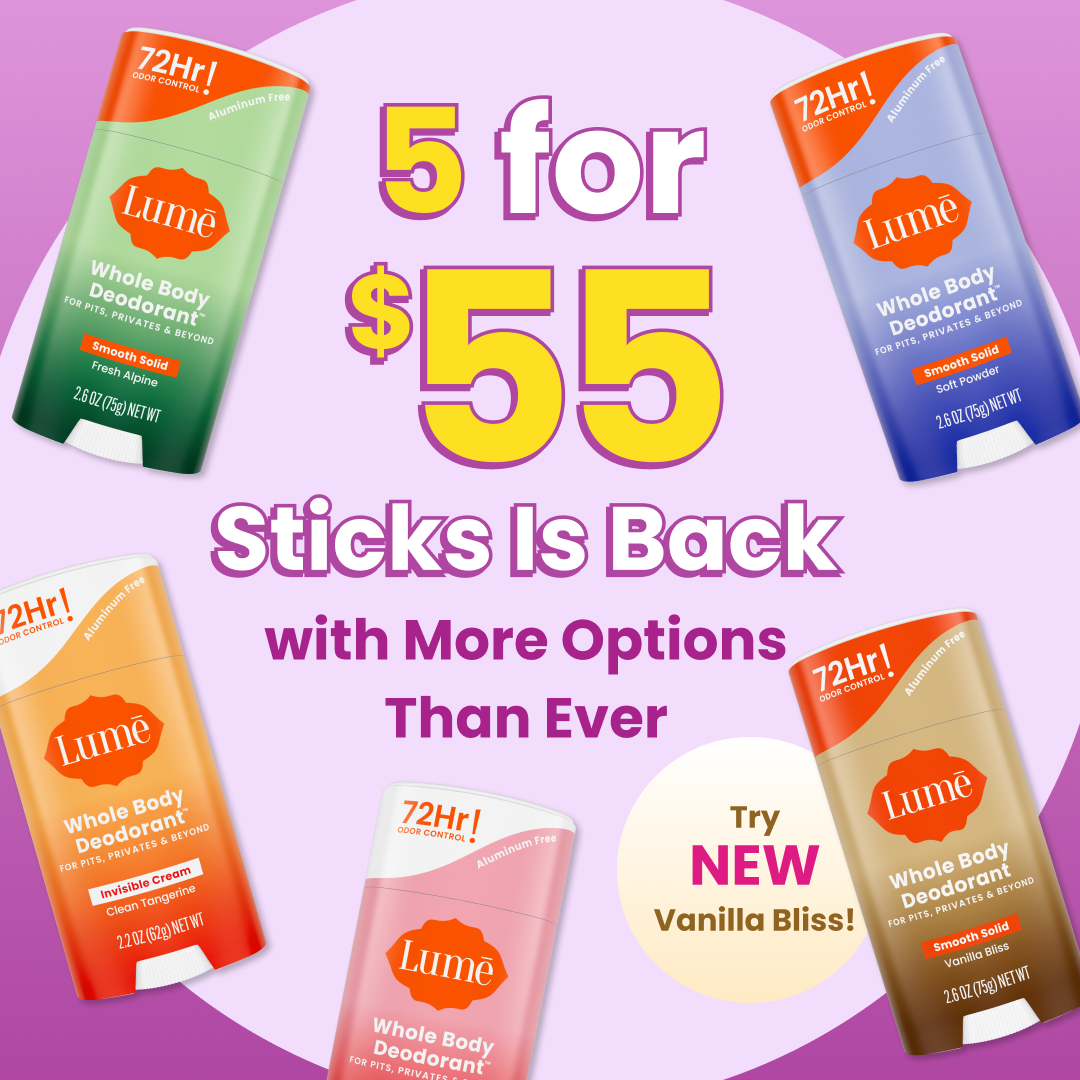 5 for
$55
Sticks Is Back
with More Options
Than Ever
Try
NEW
Vanilla Bliss!
72Hr!
ODOR CONTROL
Aluminum Free
Lumē
Whole Body
Deodorant™
FOR PITS, PRIVATES & BEYOND
Smooth Solid
Fresh Alpine
2.6 OZ (75g) NET WT
72Hr!
ODOR CONTROL
Aluminum Free
Lumē
Whole Body
Deodorant™
FOR PITS, PRIVATES & BEYOND
Smooth Solid
Soft Powder
2.6 OZ (75g) NET WT
72Hr!
ODOR CONTROL
Aluminum Free
Lumē
Whole Body
Deodorant™
FOR PITS, PRIVATES & BEYOND
Invisible Cream
Clean Tangerine
2.2 OZ (62g) NET WT
72Hr!
ODOR CONTROL
Aluminum Free
Lumē
Whole Body
Deodorant™
FOR PITS, PRIVATES &
72Hr!
ODOR CONTROL
Aluminum Free
Lumē
Whole Body
Deodorant™
FOR PITS, PRIVATES & BEYOND
Smooth Solid
Vanilla Bliss
2.6 OZ (75g) NET WT